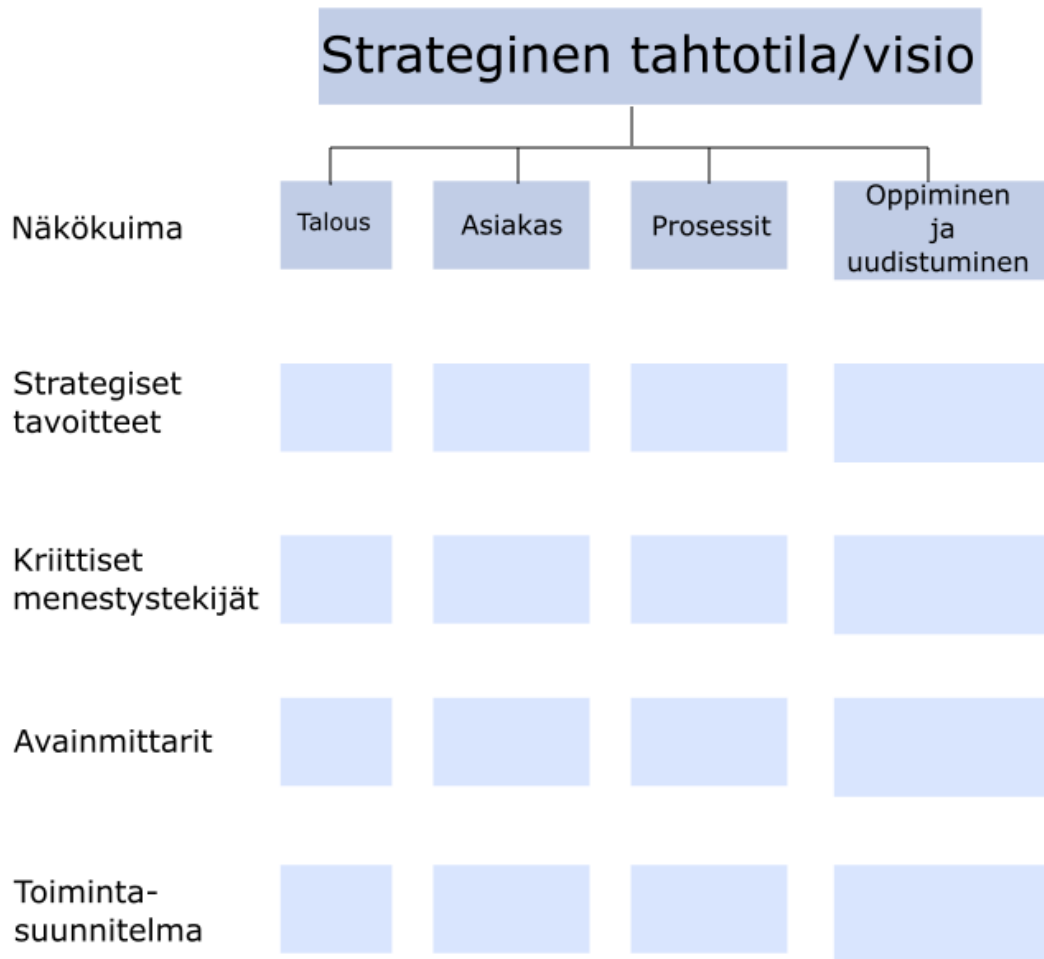 Strateginen tahtotila/visio
Näkökuima
Talous
Asiakas
Prosessit
Oppiminen
ja
uudistuminen
Strategiset
tavoitteet
Kriittiset
menestystekijät
Avainmittarit
Toiminta-
suunnitelma